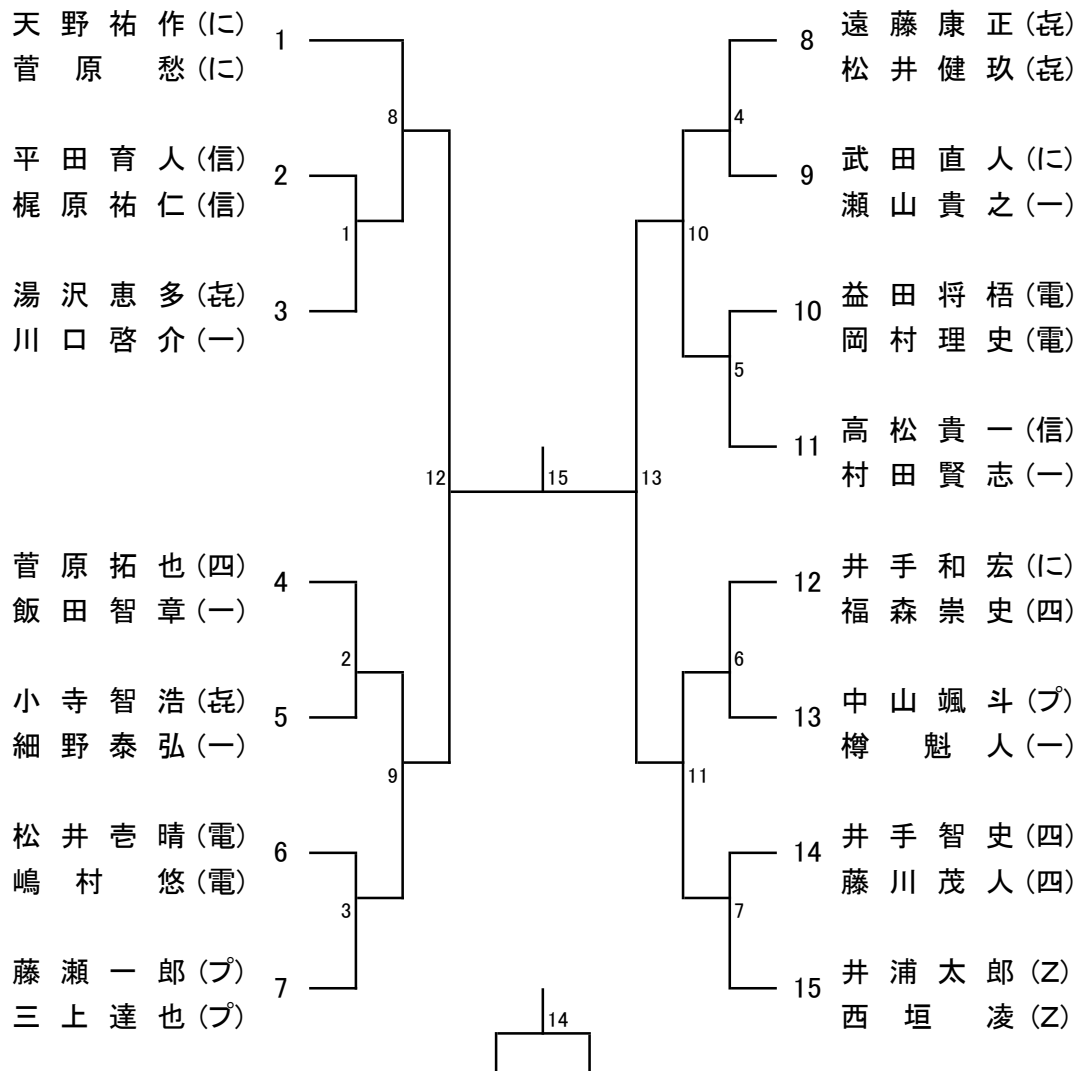 天野祐作(に)
1
菅原愁(に)
8
平田育人(信)
2
梶原祐仁(信)
1
湯沢恵多(㐂)
3
川口啓介(一)
12
菅原拓也(四)
4
飯田智章(一)
2
小寺智浩(㐂)
5
細野泰弘(一)
9
松井壱晴(電)
6
嶋村悠(電)
3
藤瀬一郎(プ)
7
三上達也(プ)
15
14
8
遠藤康正(㐂)
松井健玖(㐂)
4
9
武田直人(に)
瀬山貴之(一)
10
10
益田将梧(電)
岡村理史(電)
5
11
高松貴一(信)
村田賢志(一)
13
12
井手和宏(に)
福森崇史(四)
6
13
中山颯斗(プ)
樽魁人(一)
11
14
井手智史(四)
藤川茂人(四)
7
15
井浦太郎(Z)
西垣凌(Z)